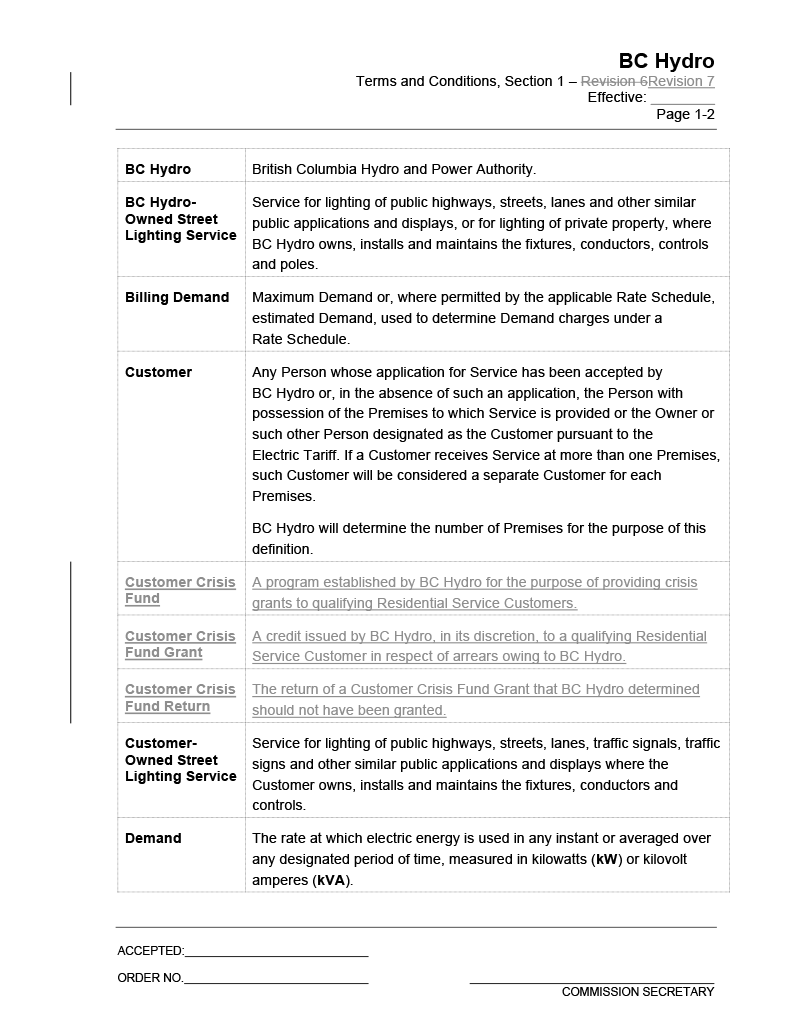 BC Hydro
Terms and Conditions, Section 1 – Revision 6Revision 7
Effective: ________
Page 1-2
BC Hydro
British Columbia Hydro and Power Authority.
BC Hydro-
Owned Street
Lighting Service
Service for lighting of public highways, streets, lanes and other similar
public applications and displays, or for lighting of private property, where
BC Hydro owns, installs and maintains the fixtures, conductors, controls
and poles.
Billing Demand
Maximum Demand or, where permitted by the applicable Rate Schedule,
estimated Demand, used to determine Demand charges under a
Rate Schedule.
Customer
Any Person whose application for Service has been accepted by
BC Hydro or, in the absence of such an application, the Person with
possession of the Premises to which Service is provided or the Owner or
such other Person designated as the Customer pursuant to the
Electric Tariff. If a Customer receives Service at more than one Premises,
such Customer will be considered a separate Customer for each
Premises.
BC Hydro will determine the number of Premises for the purpose of this
definition.
Customer Crisis
Fund
A program established by BC Hydro for the purpose of providing crisis
grants to qualifying Residential Service Customers.
Customer Crisis
Fund Grant
A credit issued by BC Hydro, in its discretion, to a qualifying Residential
Service Customer in respect of arrears owing to BC Hydro.
Customer Crisis
Fund Return
The return of a Customer Crisis Fund Grant that BC Hydro determined
should not have been granted.
Customer-
Owned Street
Lighting Service
Service for lighting of public highways, streets, lanes, traffic signals, traffic
signs and other similar public applications and displays where the
Customer owns, installs and maintains the fixtures, conductors and
controls.
Demand
The rate at which electric energy is used in any instant or averaged over
any designated period of time, measured in kilowatts (kW) or kilovolt
amperes (kVA).
ACCEPTED:____________________________
ORDER NO.____________________________
COMMISSION SECRETARY